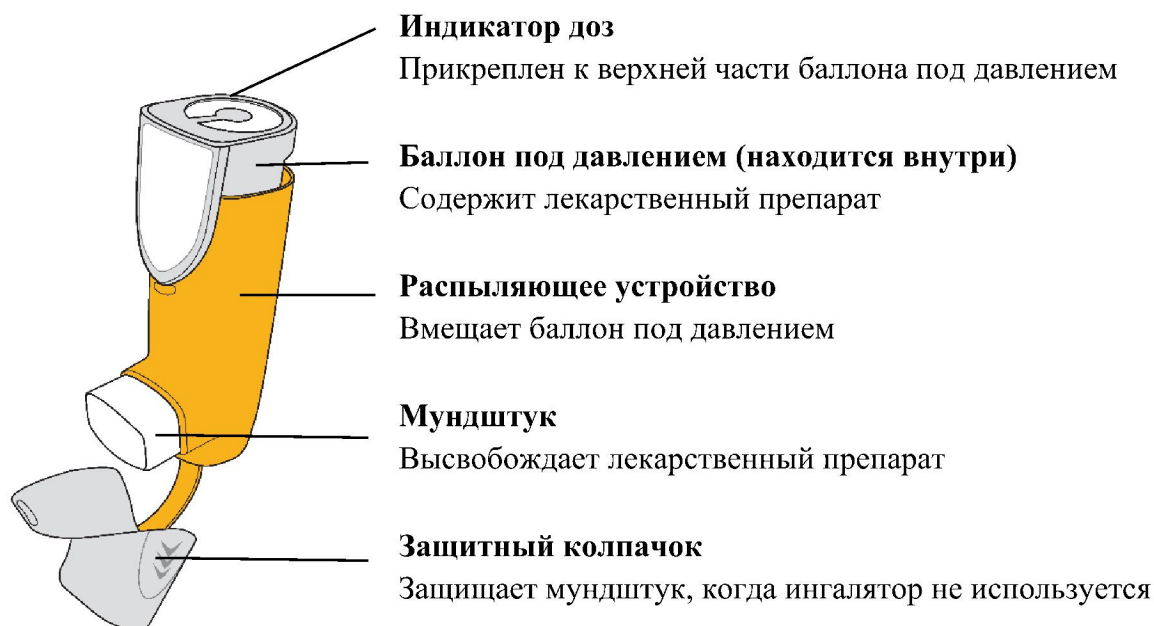 Индикатор доз
Прикреплен к верхней части баллона под давлением
Баллон под давлением (находится внутри)
Содержит лекарственный препарат
Распыляющее устройство
Вмещает баллон под давлением
Мундштук
Высвобождает лекарственный препарат
Защитный колпачок
Защищает мундштук, когда ингалятор не используется